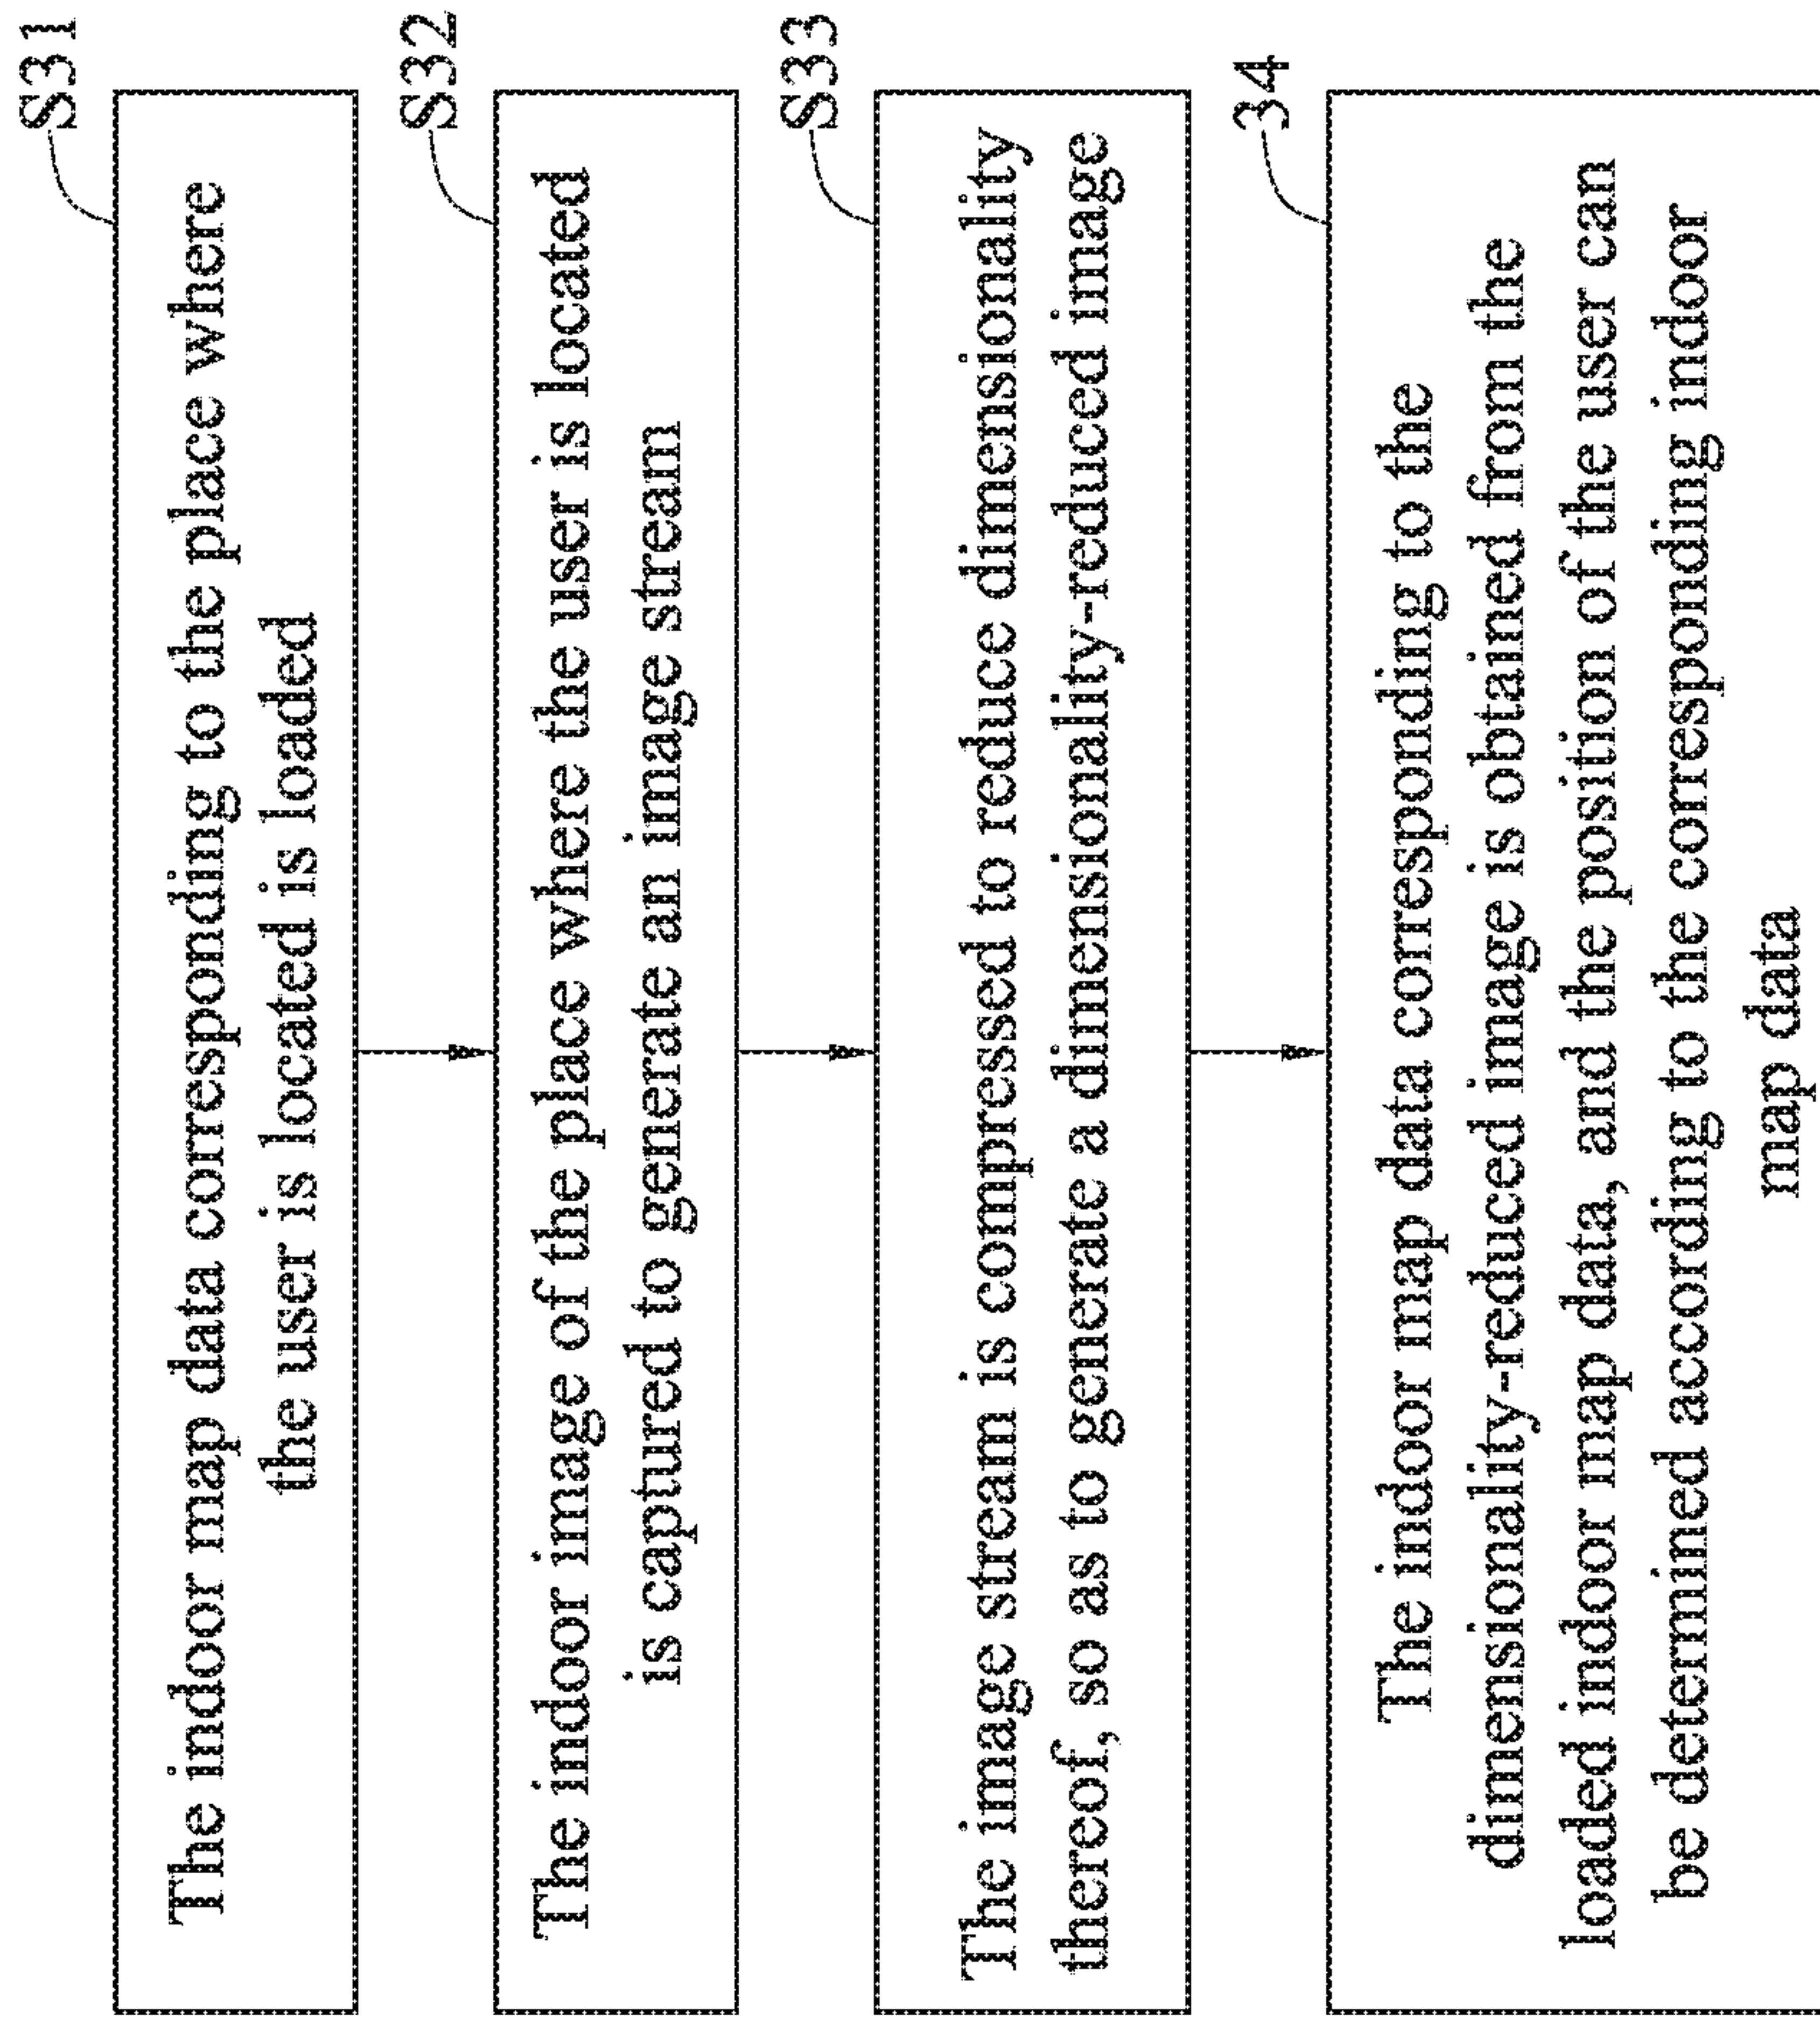 S31
The indoor map data corresponding to the place where
the user is located is loaded
S32
The indoor image of the place where the user is located
is captured to generate an image stream
S33
The image stream is compressed to reduce dimensionality
thereof, so as to generate a dimensionality-reduced image
34
The indoor map data corresponding to the
dimensionality-reduced image is obtained from the
loaded indoor map data, and the position of the user can
be determined according to the corresponding indoor
map data